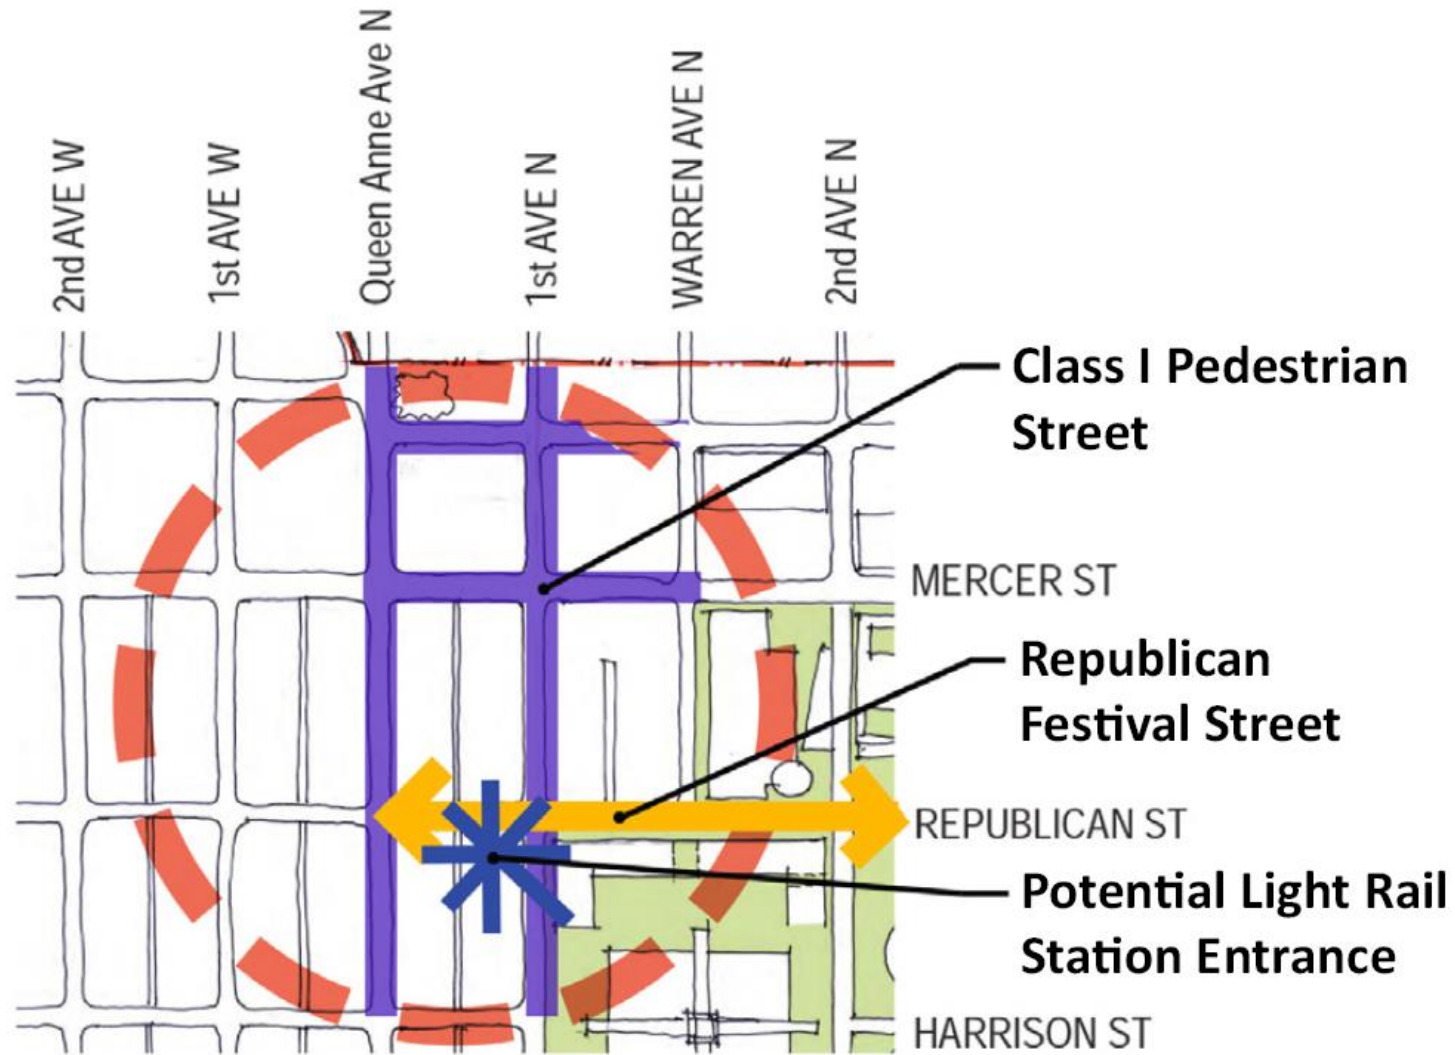 2nd AVE W
1st AVE W
Queen Anne Ave N
1st AVE N
WARREN AVE N
2nd AVE N
Class I Pedestrian
Street
MERCER ST
Republican
Festival Street
REPUBLICAN ST
Potential Light Rail
Station Entrance
HARRISON ST